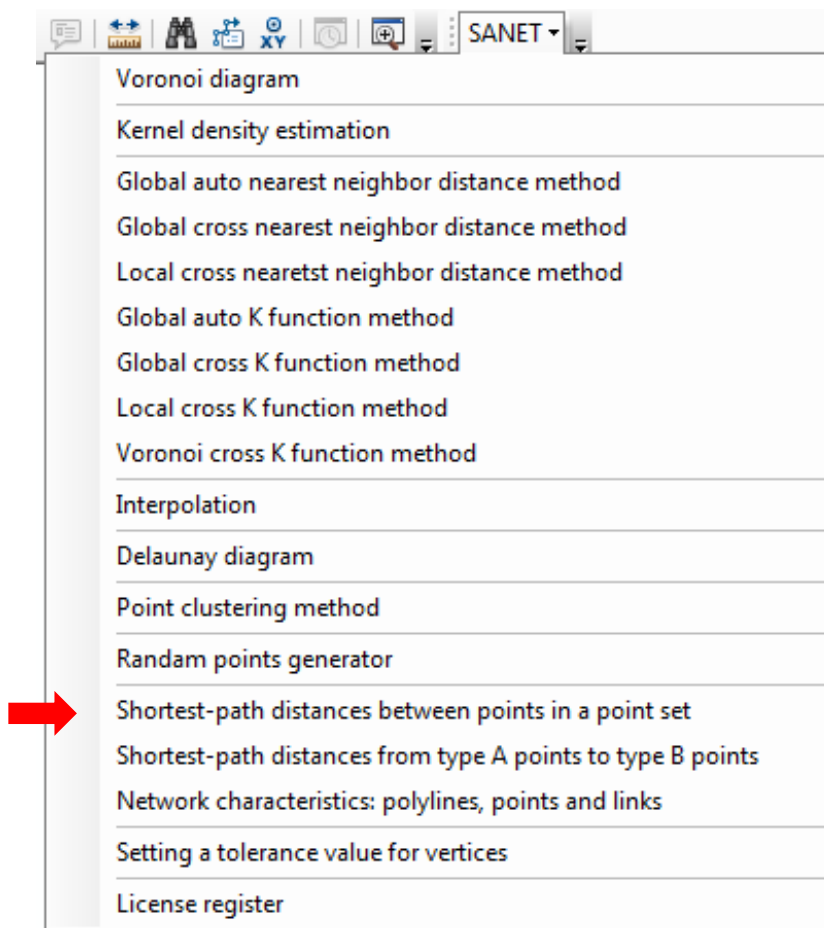 XY SANET
Voronoi diagram
Kernel density estimation
Global auto nearest neighbor distance method
Global cross nearest neighbor distance method
Local cross nearetst neighbor distance method
Global auto K function method
Global cross K function method
Local cross K function method
Voronoi cross K function method
Interpolation
Delaunay diagram
Point clustering method
Randam points generator
Shortest-path distances between points in a point set
Shortest-path distances from type A points to type B points
Network characteristics: polylines, points and links
Setting a tolerance value for vertices
License register